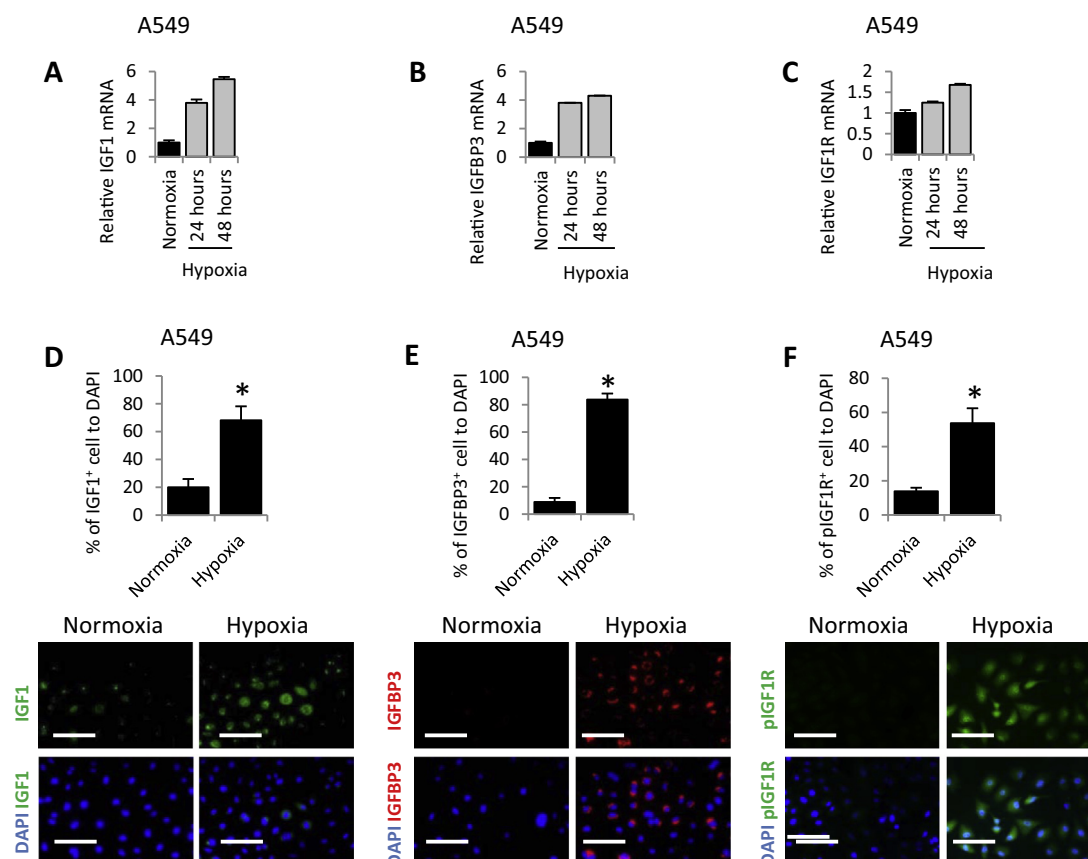 A549
A549
A549
A
Relative IGF1 mRNA
6
4
2
0
Normoxia
24 hours
48 hours
Hypoxia
B
Relative IGFBP3 mRNA
6
4
2
0
Normoxia
24 hours
48 hours
Hypoxia
C
Relative IGF1R mRNA
2
1.5
1
0.5
0
Normoxia
24 hours
48 hours
Hypoxia
A549
D
% of IGF1⁺ cell to DAPI
100
80
60
40
20
0
*
Normoxia
Hypoxia
A549
E
% of IGFBP3⁺ cell to DAPI
100
80
60
40
20
0
*
Normoxia
Hypoxia
A549
F
% of pIGF1R⁺ cell to DAPI
80
60
40
20
0
*
Normoxia
Hypoxia
Normoxia
Hypoxia
IGF1
DAPI IGF1
Normoxia
Hypoxia
IGFBP3
DAPI IGFBP3
Normoxia
Hypoxia
pIGF1R
DAPI pIGF1R